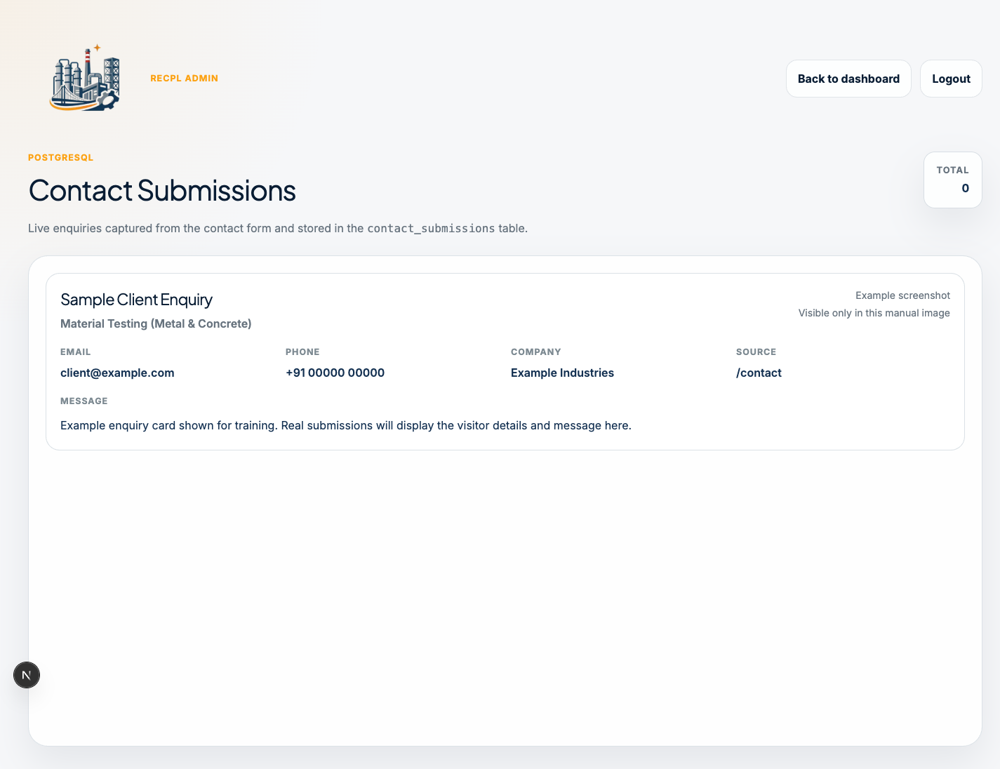 RECPL ADMIN
Back to dashboard
Logout
POSTGRESQL
Contact Submissions
Live enquiries captured from the contact form and stored in the contact_submissions table.
TOTAL
0
Sample Client Enquiry
Material Testing (Metal & Concrete)
Example screenshot
Visible only in this manual image
EMAIL
client@example.com
PHONE
+91 00000 00000
COMPANY
Example Industries
SOURCE
/contact
MESSAGE
Example enquiry card shown for training. Real submissions will display the visitor details and message here.
N